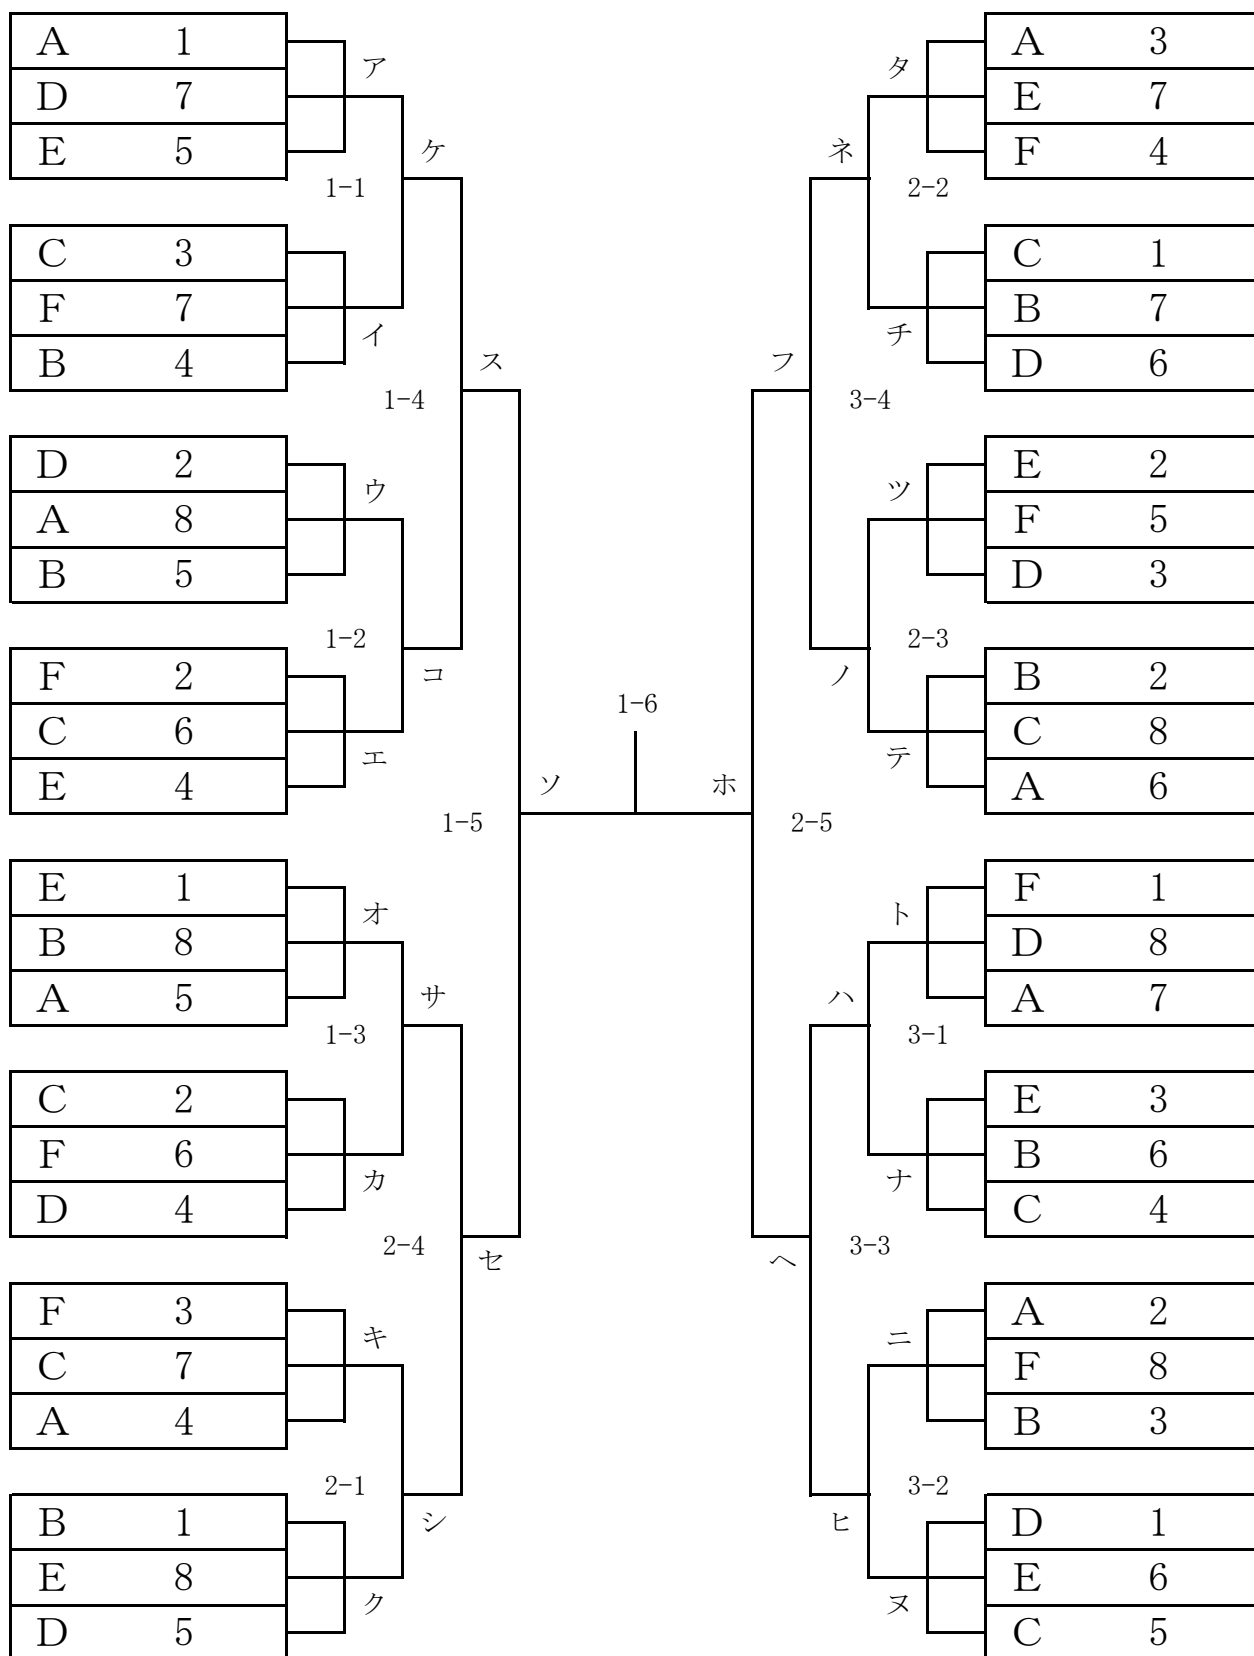 A 1
D 7
E 5
ア
ケ
1-1
C 3
F 7
B 4
イ
ス
1-4
D 2
A 8
B 5
ウ
1-2
コ
F 2
C 6
E 4
エ
ソ
1-5
E 1
B 8
A 5
オ
サ
1-3
C 2
F 6
D 4
カ
2-4
セ
F 3
C 7
A 4
キ
2-1
シ
B 1
E 8
D 5
ク
1-6
A 3
E 7
F 4
タ
ネ
2-2
C 1
B 7
D 6
チ
フ
3-4
E 2
F 5
D 3
ツ
2-3
ノ
B 2
C 8
A 6
テ
ホ
2-5
F 1
D 8
A 7
ト
ハ
3-1
E 3
B 6
C 4
ナ
3-3
ヘ
A 2
F 8
B 3
ニ
3-2
ヒ
D 1
E 6
C 5
ヌ